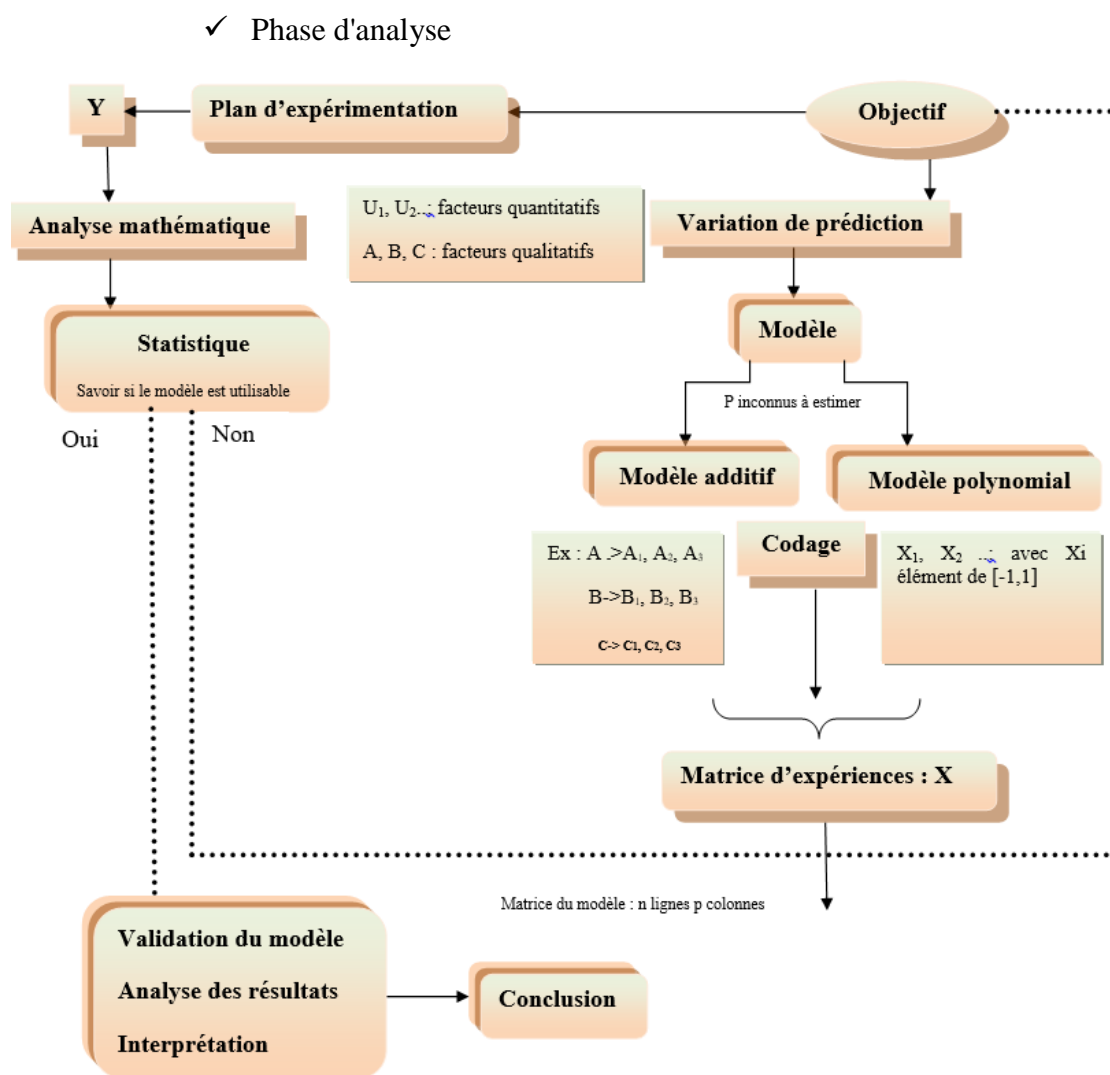 ✓ Phase d'analyse
Y
Plan d’expérimentation
Objectif
Analyse mathématique
U₁, U₂..; facteurs quantitatifs
A, B, C : facteurs qualitatifs
Variation de prédiction
Statistique
Savoir si le modèle est utilisable
Modèle
P inconnus à estimer
Oui
Non
Modèle additif
Modèle polynomial
Ex : A .>A₁, A₂, A₃
B->B₁, B₂, B₃
C-> C₁, C₂, C₃
Codage
X₁, X₂ ..; avec Xi
élément de [-1,1]
Matrice d’expériences : X
Matrice du modèle : n lignes p colonnes
Validation du modèle
Analyse des résultats
Interprétation
Conclusion